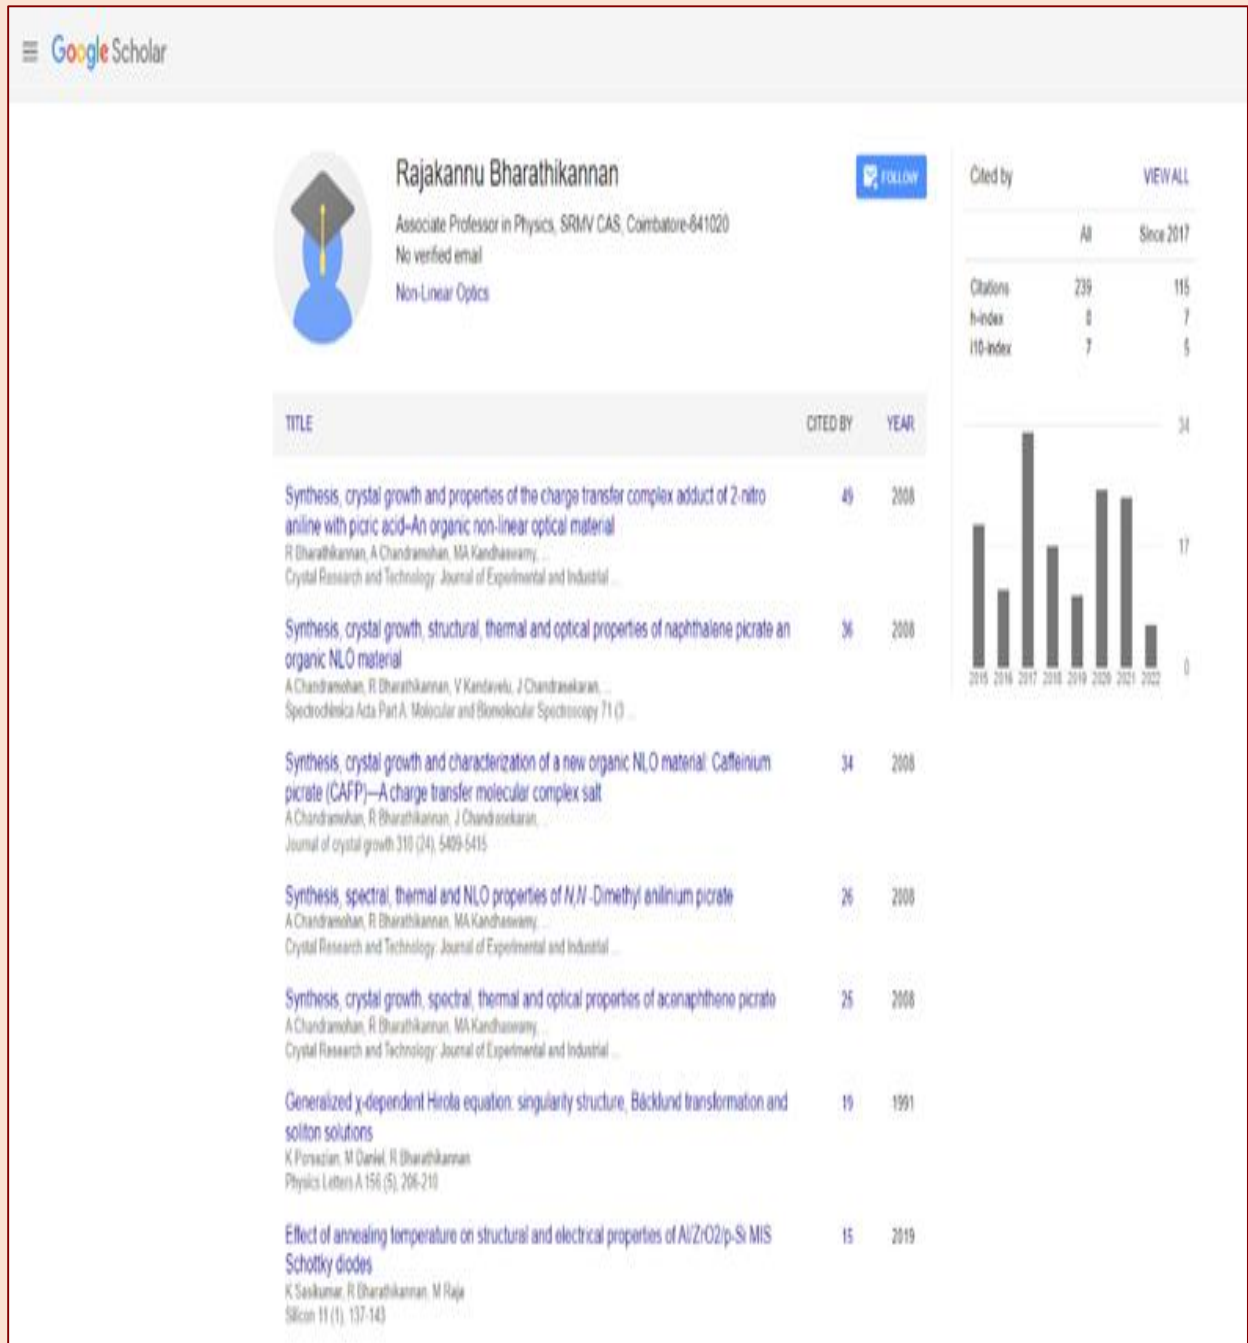 Google Scholar
Rajakannu Bharathikannan
FOLLOW
Associate Professor in Physics, SRMV CAS, Coimbatore-641020
No verified email
Non-Linear Optics
Cited by VIEW ALL
All Since 2017
Citations 239 115
h-index 8 7
i10-index 7 5
34
17
0
2015 2016 2017 2018 2019 2020 2021 2022
TITLE CITED BY YEAR
Synthesis, crystal growth and properties of the charge transfer complex adduct of 2-nitro 49 2008
aniline with picric acid–An organic non-linear optical material
R Bharathikannan, A Chandramohan, MA Kandhaswamy, ...
Crystal Research and Technology: Journal of Experimental and Industrial ...
Synthesis, crystal growth, structural, thermal and optical properties of naphthalene picrate an 36 2008
organic NLO material
A Chandramohan, R Bharathikannan, V Kandavelu, J Chandrasekaran, ...
Spectrochimica Acta Part A: Molecular and Biomolecular Spectroscopy 71 (3 ...
Synthesis, crystal growth and characterization of a new organic NLO material: Caffeinium 34 2008
picrate (CAFP)—A charge transfer molecular complex salt
A Chandramohan, R Bharathikannan, J Chandrasekaran, ...
Journal of crystal growth 310 (24), 5409-5415
Synthesis, spectral, thermal and NLO properties of N,N -Dimethyl anilinium picrate 26 2008
A Chandramohan, R Bharathikannan, MA Kandhaswamy, ...
Crystal Research and Technology: Journal of Experimental and Industrial ...
Synthesis, crystal growth, spectral, thermal and optical properties of acenaphthene picrate 25 2008
A Chandramohan, R Bharathikannan, MA Kandhaswamy, ...
Crystal Research and Technology: Journal of Experimental and Industrial ...
Generalized χ-dependent Hirota equation: singularity structure, Bäcklund transformation and 19 1991
soliton solutions
K Porsezian, M Daniel, R Bharathikannan
Physics Letters A 156 (5), 206-210
Effect of annealing temperature on structural and electrical properties of Al/ZrO2/p-Si MIS 15 2019
Schottky diodes
K Sasikumar, R Bharathikannan, M Raja
Silicon 11 (1), 137-143